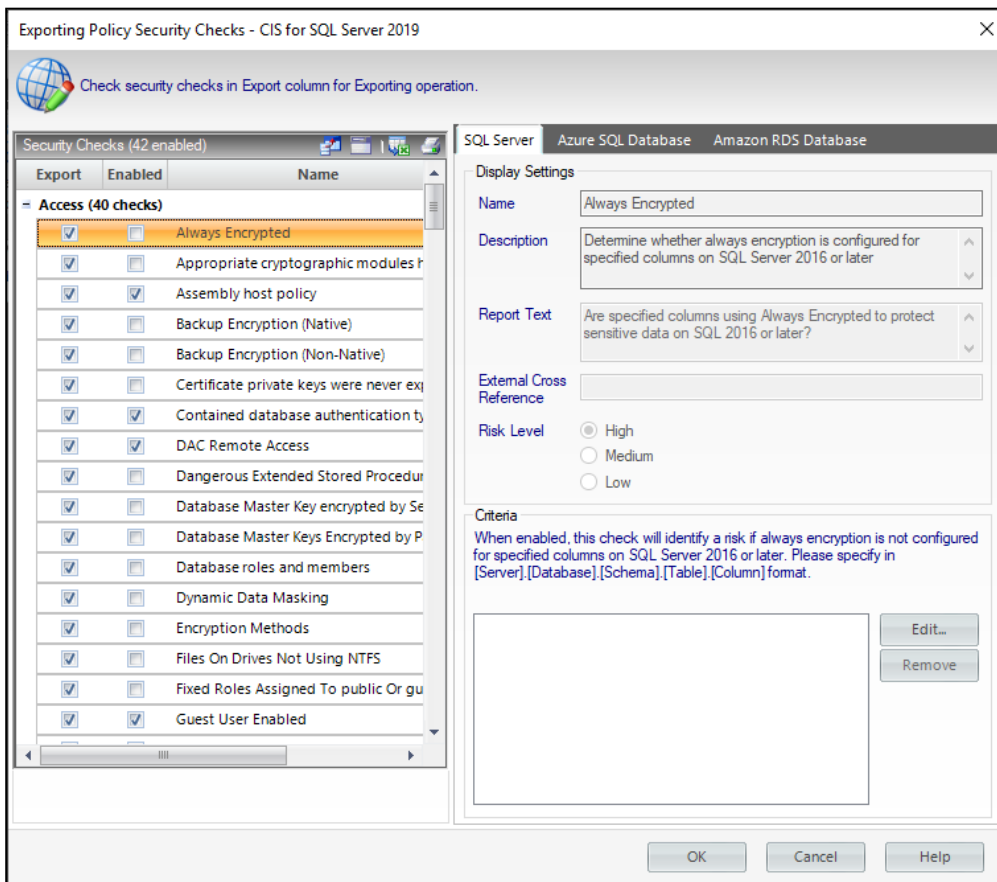 Exporting Policy Security Checks - CIS for SQL Server 2019
Check security checks in Export column for Exporting operation.
Security Checks (42 enabled)
Export Enabled Name
Access (40 checks)
Always Encrypted
Appropriate cryptographic modules h
Assembly host policy
Backup Encryption (Native)
Backup Encryption (Non-Native)
Certificate private keys were never exp
Contained database authentication ty
DAC Remote Access
Dangerous Extended Stored Procedur
Database Master Key encrypted by Se
Database Master Keys Encrypted by P
Database roles and members
Dynamic Data Masking
Encryption Methods
Files On Drives Not Using NTFS
Fixed Roles Assigned To public Or gu
Guest User Enabled
SQL Server Azure SQL Database Amazon RDS Database
Display Settings
Name Always Encrypted
Description Determine whether always encryption is configured for
specified columns on SQL Server 2016 or later
Report Text Are specified columns using Always Encrypted to protect
sensitive data on SQL 2016 or later?
External Cross
Reference
Risk Level High
Medium
Low
Criteria
When enabled, this check will identify a risk if always encryption is not configured
for specified columns on SQL Server 2016 or later. Please specify in
[Server].[Database].[Schema].[Table].[Column] format.
Edit...
Remove
OK Cancel Help